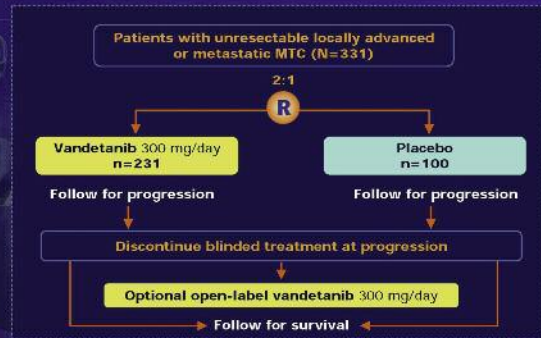 Patients with unresectable locally advanced
or metastatic MTC (N=331)
2:1
R
Vandetanib 300 mg/day
n=231
Placebo
n=100
Follow for progression
Follow for progression
Discontinue blinded treatment at progression
Optional open-label vandetanib 300 mg/day
Follow for survival